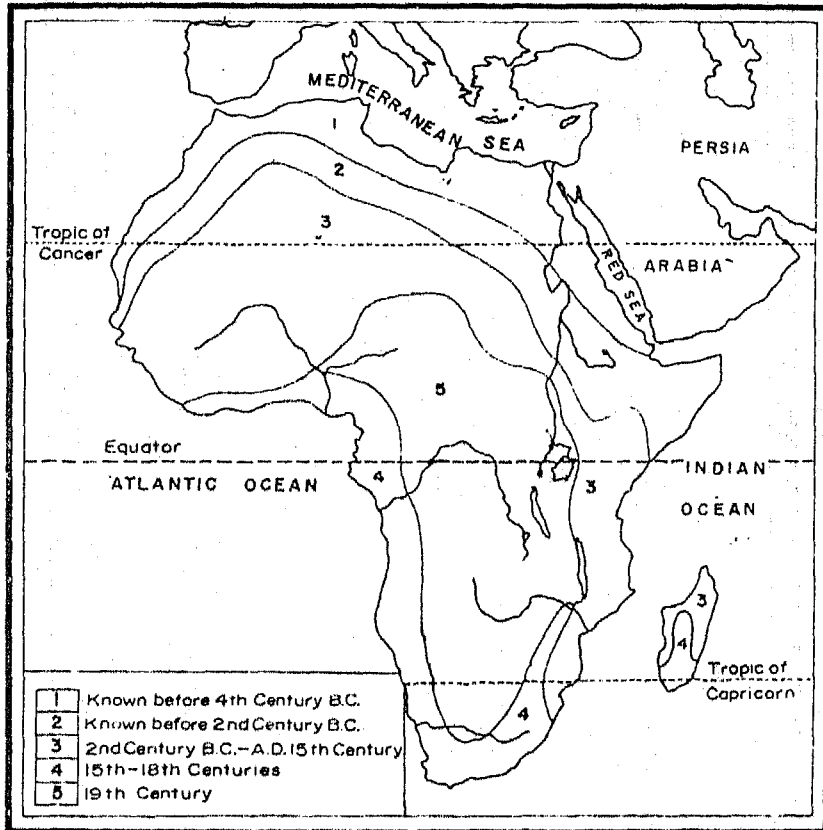 MEDITERRANEAN SEA
1
PERSIA
2
3
Tropic of
Cancer
RED SEA
ARABIA
5
Equator
ATLANTIC OCEAN
4
3
INDIAN
OCEAN
3
4
Tropic of
Capricorn
4
1 Known before 4th Century B.C.
2 Known before 2nd Century B.C.
3 2nd Century B.C.-A.D. 15th Century
4 15th-18th Centuries
5 19th Century